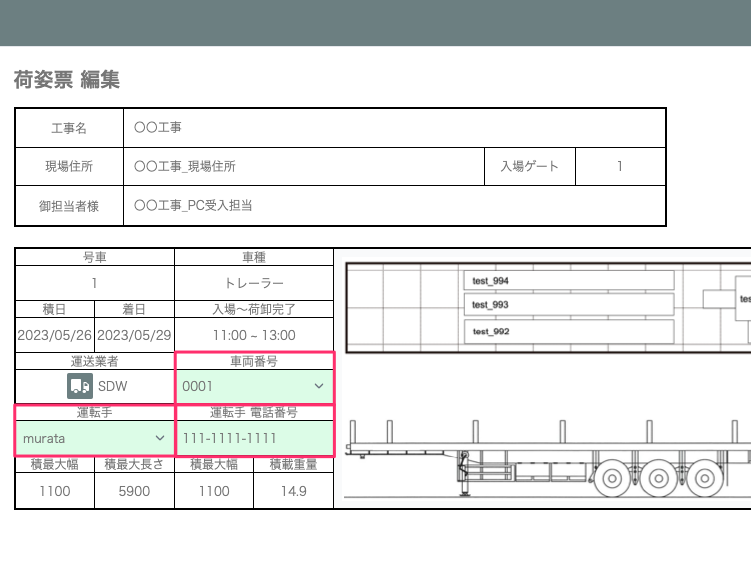 荷姿票 編集
工事名 〇〇工事
現場住所 〇〇工事_現場住所 入場ゲート 1
御担当者様 〇〇工事_PC受入担当
号車 車種
1 トレーラー
積日 着日 入場～荷卸完了
2023/05/26 2023/05/29 11:00 ~ 13:00
運送業者 車両番号
SDW 0001
運転手 運転手 電話番号
murata 111-1111-1111
積最大幅 積最大長さ 積最大幅 積載重量
1100 5900 1100 14.9
test_994
test_993
test_992
tes